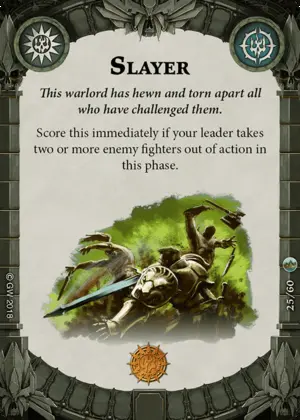 SLAYER
This warlord has hewn and torn apart all
who have challenged them.
Score this immediately if your leader takes
two or more enemy fighters out of action in
this phase.
© GW 2018
25/60